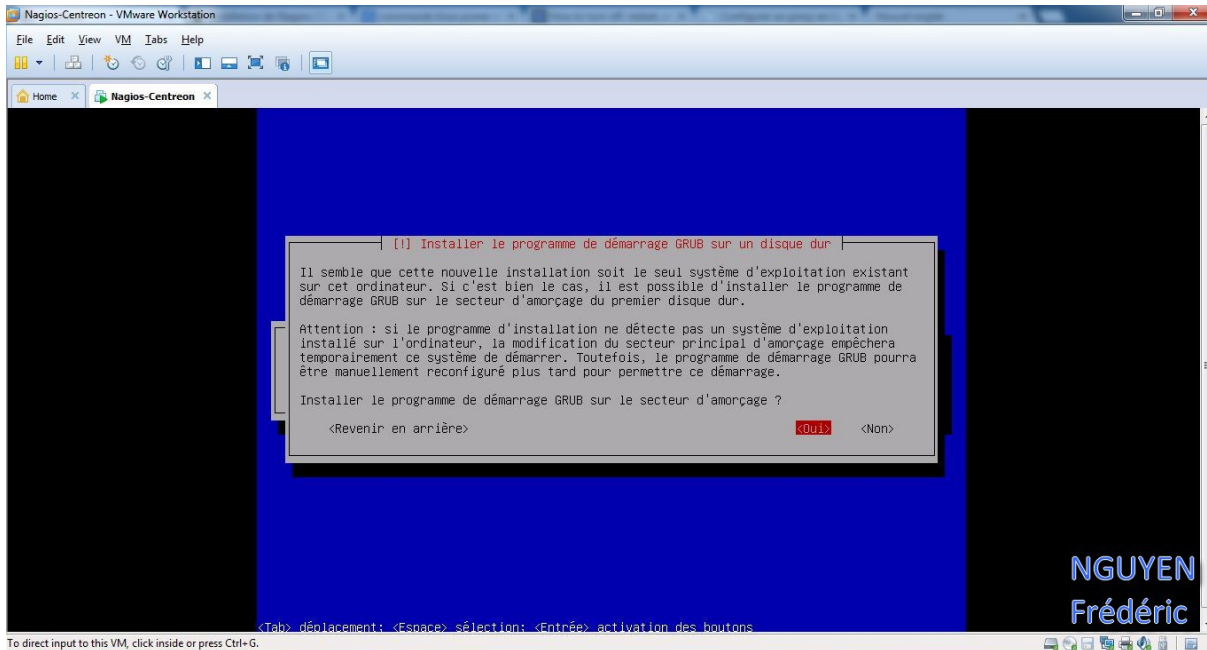 Nagios-Centreon - VMware Workstation
File Edit View VM Tabs Help
Home Nagios-Centreon
[!] Installer le programme de démarrage GRUB sur un disque dur
Il semble que cette nouvelle installation soit le seul système d'exploitation existant
sur cet ordinateur. Si c'est bien le cas, il est possible d'installer le programme de
démarrage GRUB sur le secteur d'amorçage du premier disque dur.
Attention : si le programme d'installation ne détecte pas un système d'exploitation
installé sur l'ordinateur, la modification du secteur principal d'amorçage empêchera
temporairement ce système de démarrer. Toutefois, le programme de démarrage GRUB pourra
être manuellement reconfiguré plus tard pour permettre ce démarrage.
Installer le programme de démarrage GRUB sur le secteur d'amorçage ?
<Revenir en arrière> <Oui> <Non>
NGUYEN
Frédéric
<Tab> déplacement; <Espace> sélection; <Entrée> activation des boutons
To direct input to this VM, click inside or press Ctrl+G.